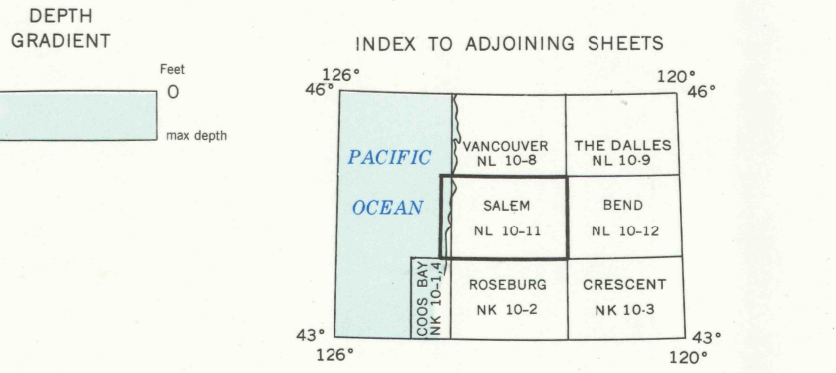 DEPTH
GRADIENT
Feet
0
max depth
INDEX TO ADJOINING SHEETS
126°
120°
46°
46°
PACIFIC
OCEAN
VANCOUVER
NL 10-8
THE DALLES
NL 10-9
SALEM
NL 10-11
BEND
NL 10-12
COOS BAY
NK 10-1,4
ROSEBURG
NK 10-2
CRESCENT
NK 10-3
43°
43°
126°
120°